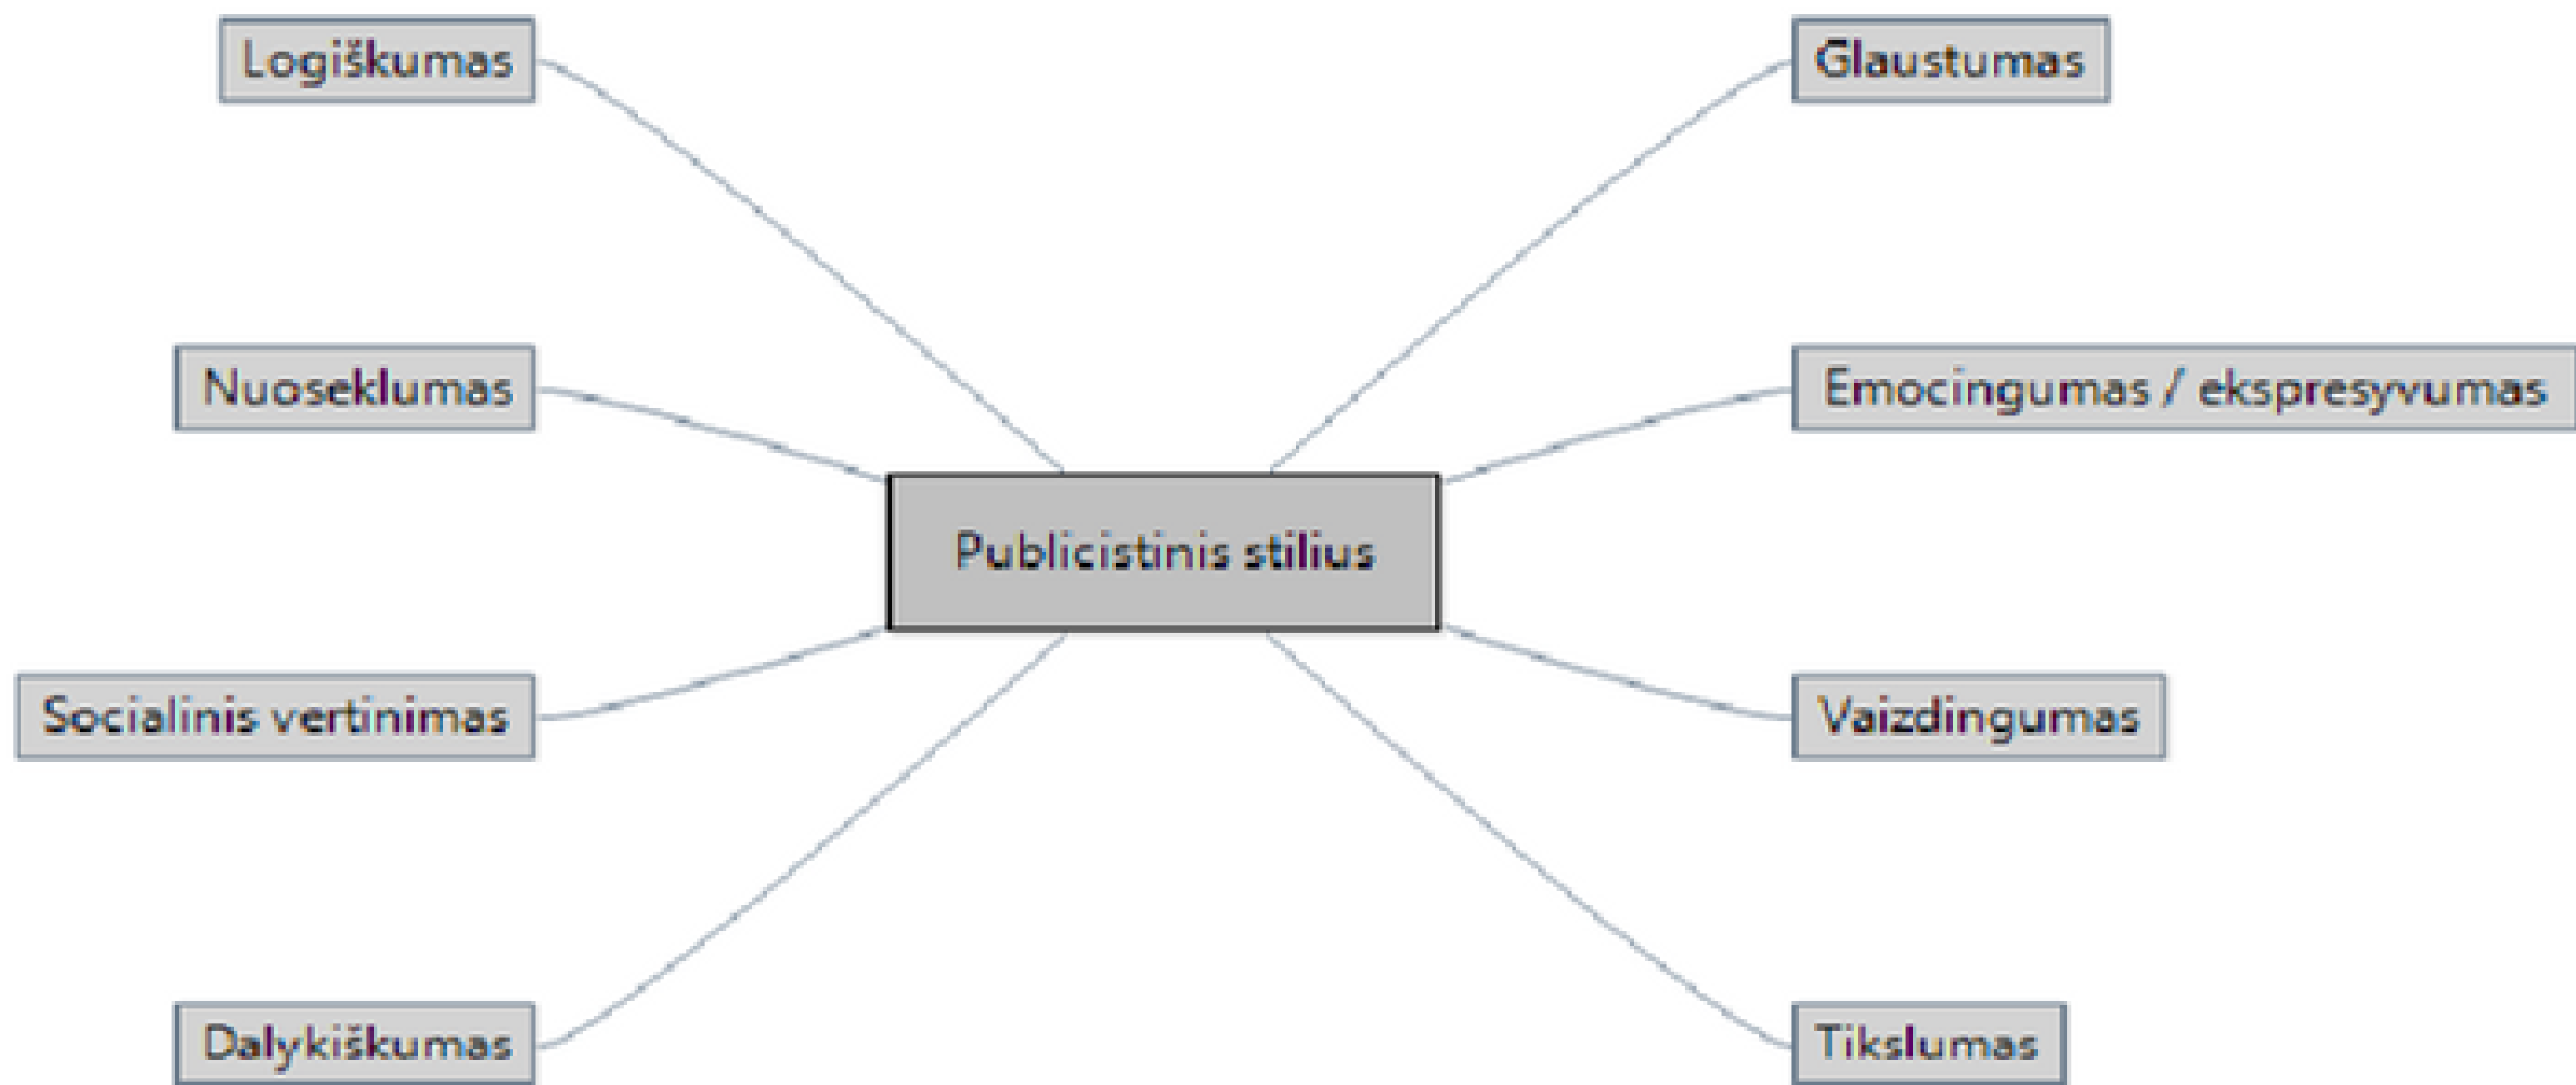 Logiškumas
Glaustumas
Nuoseklumas
Emocingumas / ekspresyvumas
Publicistinis stilius
Socialinis vertinimas
Vaizdingumas
Dalykiškumas
Tikslumas